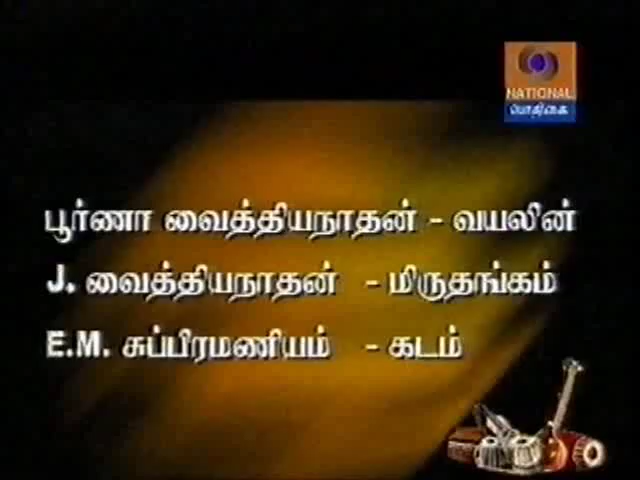 NATIONAL
பொதிகை
பூர்ணா வைத்தியநாதன் - வயலின்
J. வைத்தியநாதன் - மிருதங்கம்
E.M. சுப்பிரமணியம் - கடம்